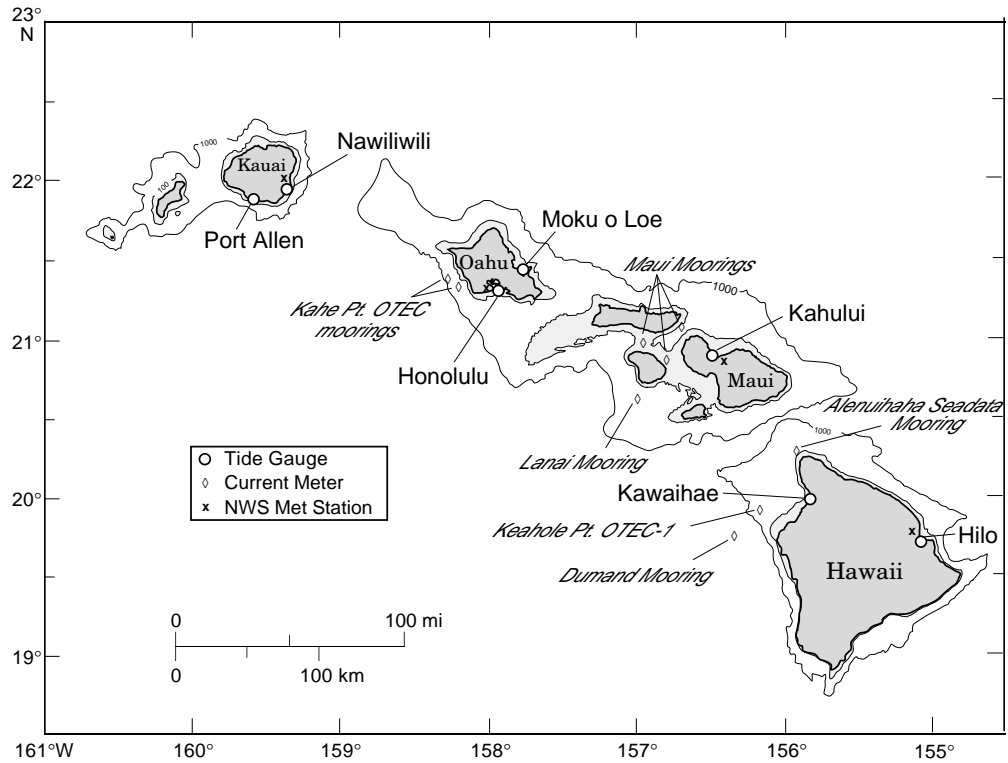 23°
N
22°
21°
20°
19°
161°W
160°
159°
158°
157°
156°
155°
1000
Nawiliwili
Kauai
100
Port Allen
Moku o Loe
Oahu
Maui Moorings
1000
Kahe Pt. OTEC
moorings
Kahului
Honolulu
Maui
Alenuihaha Seadata
Mooring
1000
Lanai Mooring
Tide Gauge
Current Meter
NWS Met Station
Kawaihae
Keahole Pt. OTEC-1
Hilo
Dumand Mooring
Hawaii
0
100 mi
0
100 km